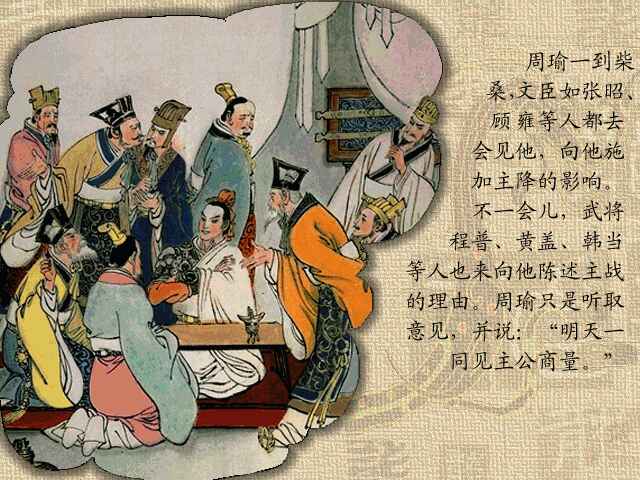 周瑜一到柴
桑,文臣如张昭、
顾雍等人都去
会见他，向他施
加主降的影响。
不一会儿，武将
程普、黄盖、韩当
等人也来向他陈述主战
的理由。周瑜只是听取
意见，并说：“明天一
同见主公商量。”